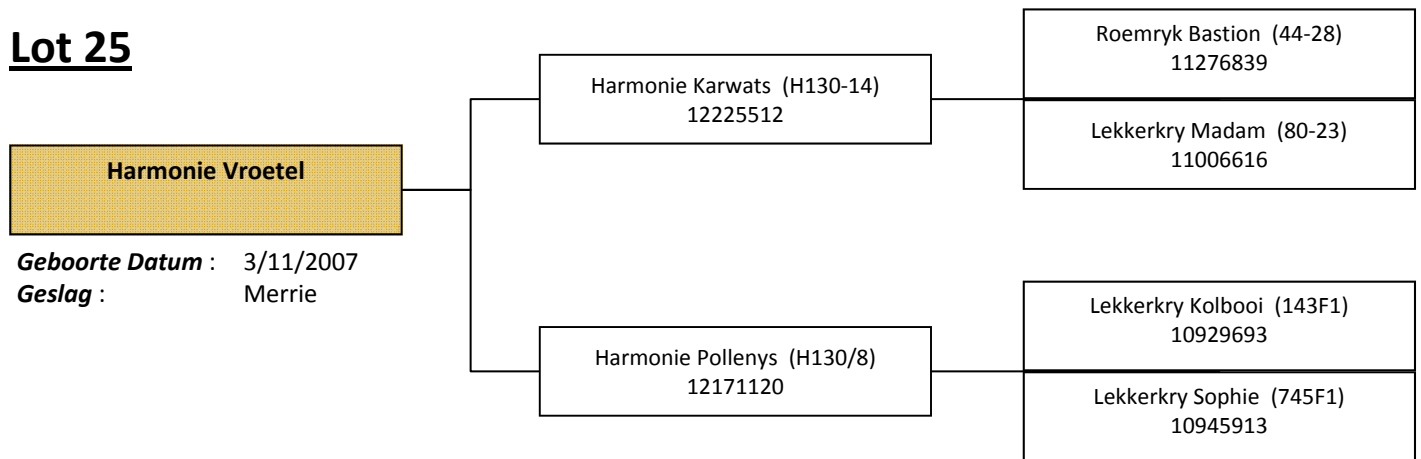 Lot 25
Harmonie Vroetel
Geboorte Datum : 3/11/2007
Geslag : Merrie
Harmonie Karwats (H130-14)
12225512
Harmonie Pollenys (H130/8)
12171120
Roemryk Bastion (44-28)
11276839
Lekkerkry Madam (80-23)
11006616
Lekkerkry Kolbooi (143F1)
10929693
Lekkerkry Sophie (745F1)
10945913